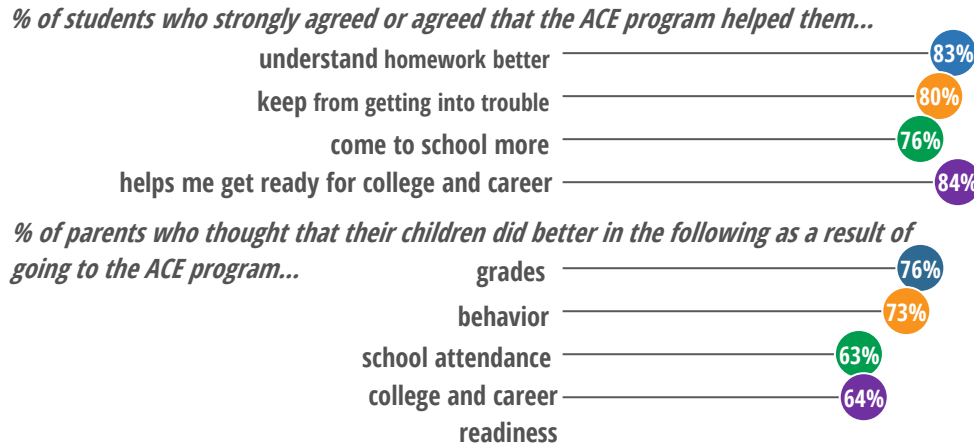 % of students who strongly agreed or agreed that the ACE program helped them...
understand homework better 83%
keep from getting into trouble 80%
come to school more 76%
helps me get ready for college and career 84%
% of parents who thought that their children did better in the following as a result of
going to the ACE program...
grades 76%
behavior 73%
school attendance 63%
college and career 64%
readiness